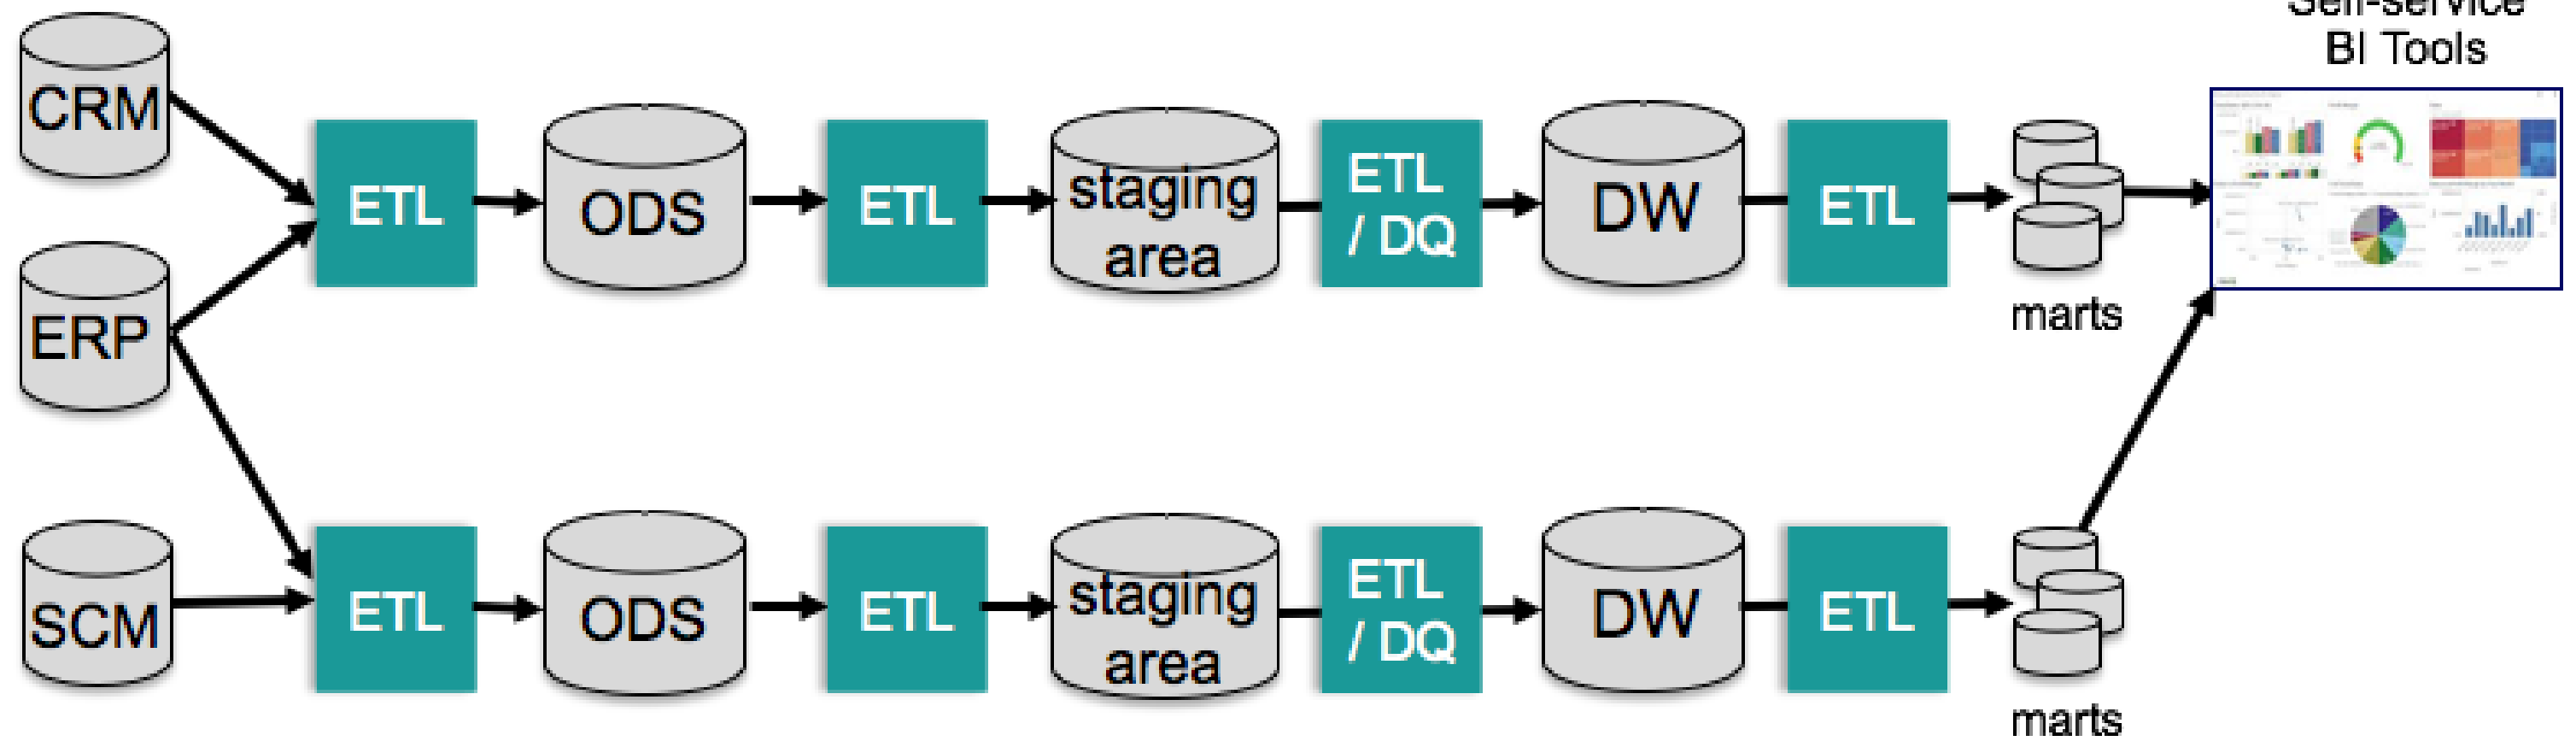 Self-service
BI Tools
CRM
ETL
ODS
ETL
staging
area
ETL
/ DQ
DW
ETL
marts
ERP
SCM
ETL
ODS
ETL
staging
area
ETL
/ DQ
DW
ETL
marts